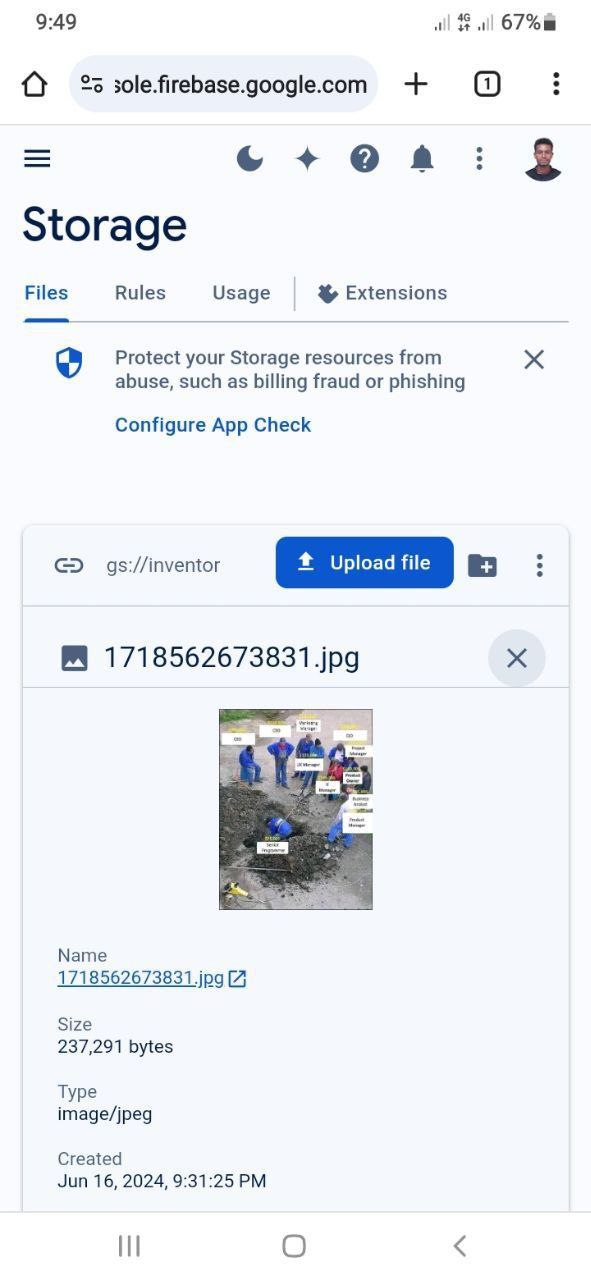 9:49
4G
67%
sole.firebase.google.com
1
Storage
Files
Rules
Usage
Extensions
Protect your Storage resources from
abuse, such as billing fraud or phishing
Configure App Check
gs://inventor
Upload file
1718562673831.jpg
Marketing
Manager
CEO
CEO
CIO
Project
Manager
UX Manager
Product
Owner
Manager
Business
Analyst
Product
Manager
Senior
Programmer
Name
1718562673831.jpg
Size
237,291 bytes
Type
image/jpeg
Created
Jun 16, 2024, 9:31:25 PM